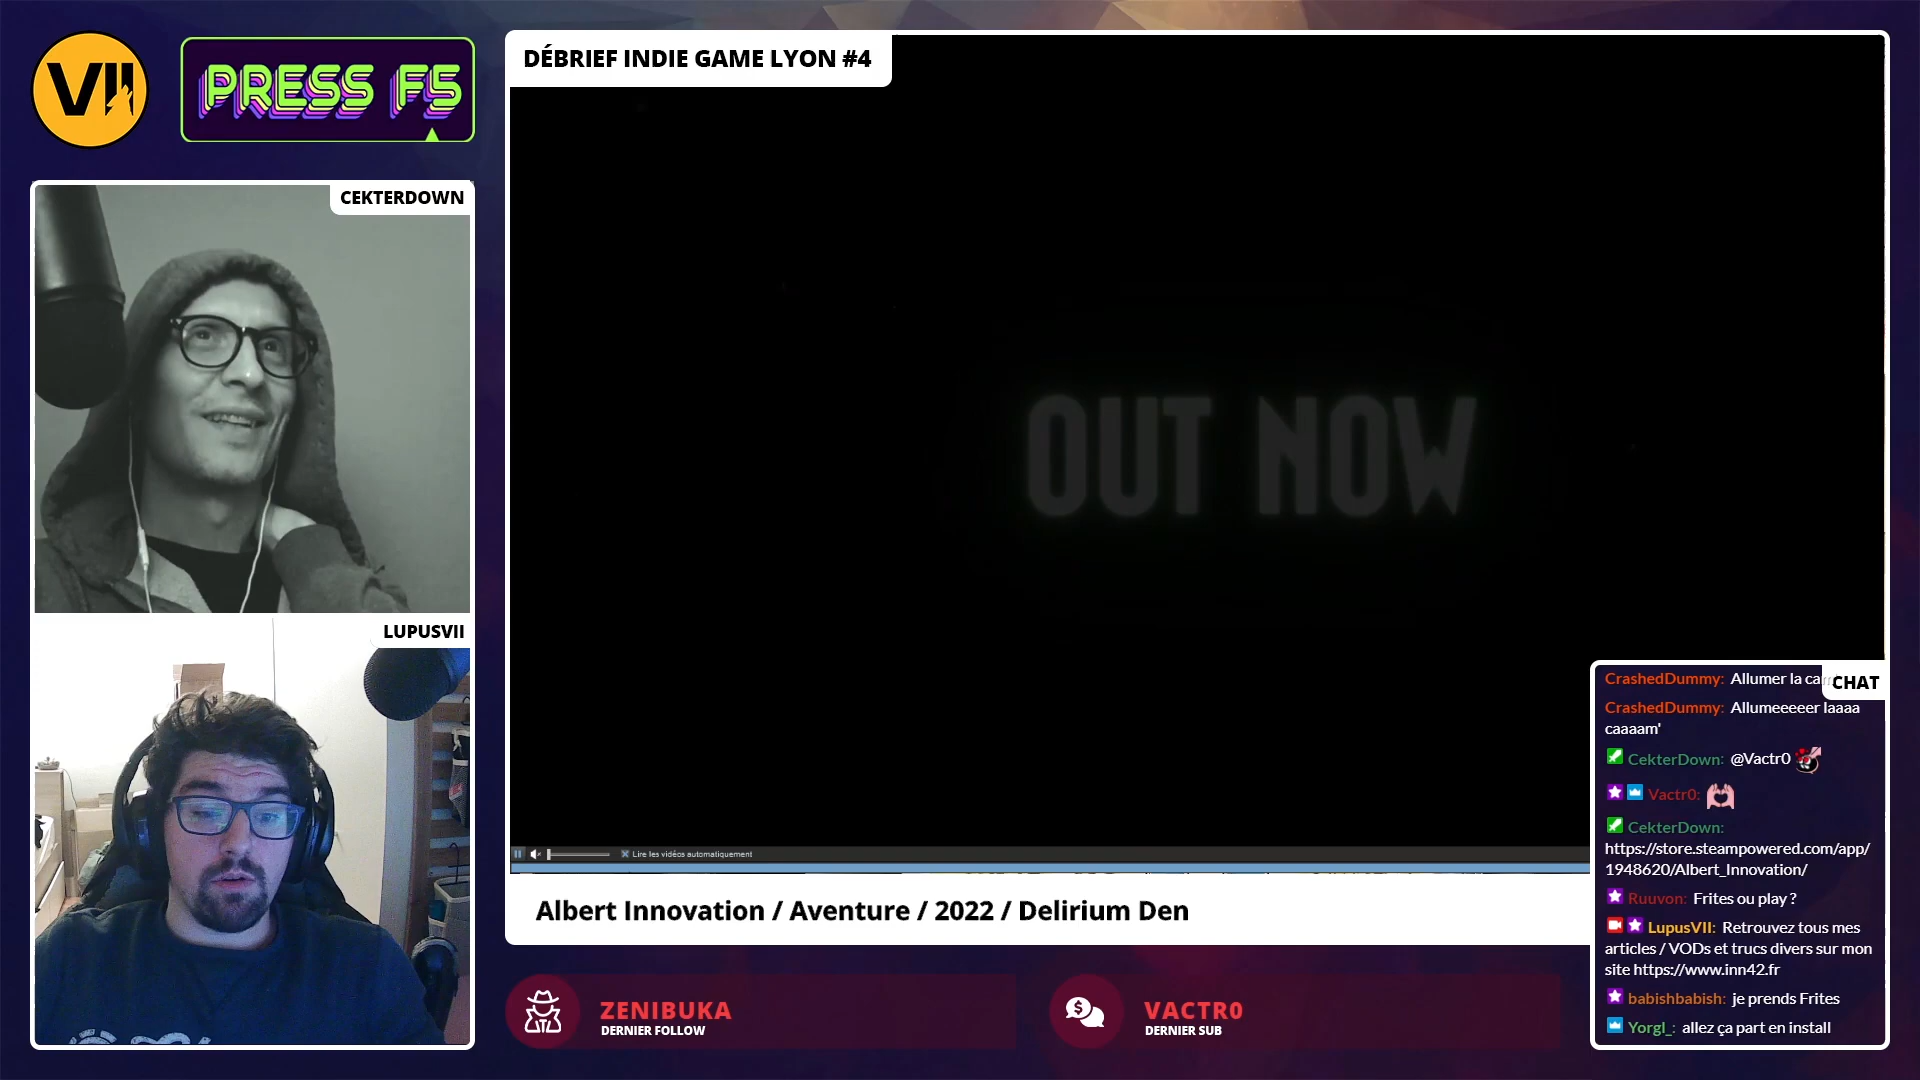 VII
PRESS F5
DÉBRIEF INDIE GAME LYON #4
CEKTERDOWN
OUT NOW
LUPUSVII
Lire les vidéos automatiquement
Albert Innovation / Aventure / 2022 / Delirium Den
ZENIBUKA
DERNIER FOLLOW
VACTR0
DERNIER SUB
CHAT
CrashedDummy: Allumer la cam
CrashedDummy: Allumeeeeer laaaa
caaaam'
CekterDown: @Vactr0
Vactr0:
CekterDown:
https://store.steampowered.com/app/
1948620/Albert_Innovation/
Ruuvon: Frites ou play ?
LupusVII: Retrouvez tous mes
articles / VODs et trucs divers sur mon
site https://www.inn42.fr
babishbabish: je prends Frites
Yorgl_: allez ça part en install